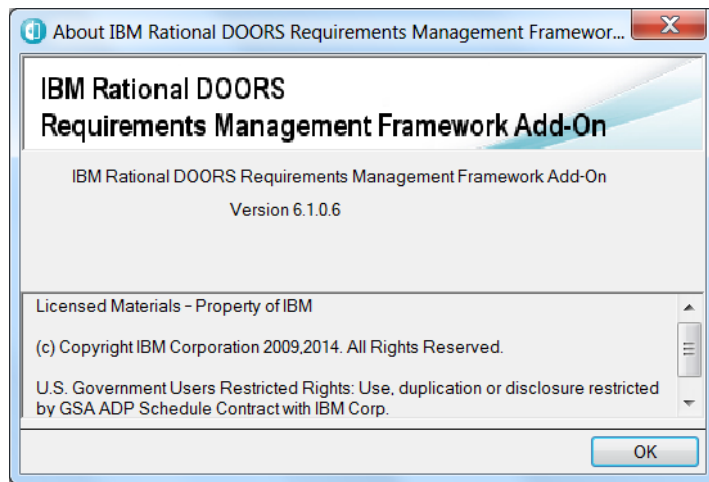 About IBM Rational DOORS Requirements Management Framewor...
X
IBM Rational DOORS
Requirements Management Framework Add-On
IBM Rational DOORS Requirements Management Framework Add-On
Version 6.1.0.6
Licensed Materials – Property of IBM
(c) Copyright IBM Corporation 2009,2014. All Rights Reserved.
U.S. Government Users Restricted Rights: Use, duplication or disclosure restricted
by GSA ADP Schedule Contract with IBM Corp.
OK